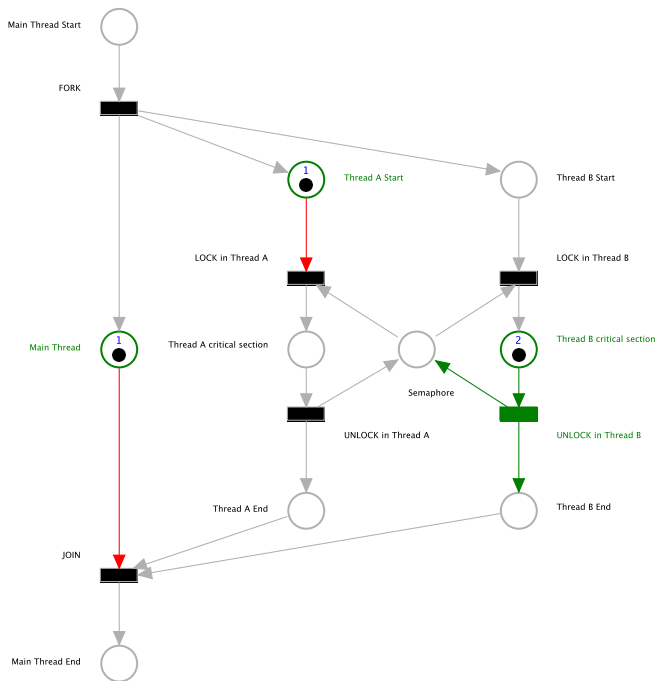 Main Thread Start
FORK
1
Thread A Start
Thread B Start
LOCK in Thread A
LOCK in Thread B
Main Thread
1
Thread A critical section
2
Thread B critical section
Semaphore
UNLOCK in Thread A
UNLOCK in Thread B
Thread A End
Thread B End
JOIN
Main Thread End